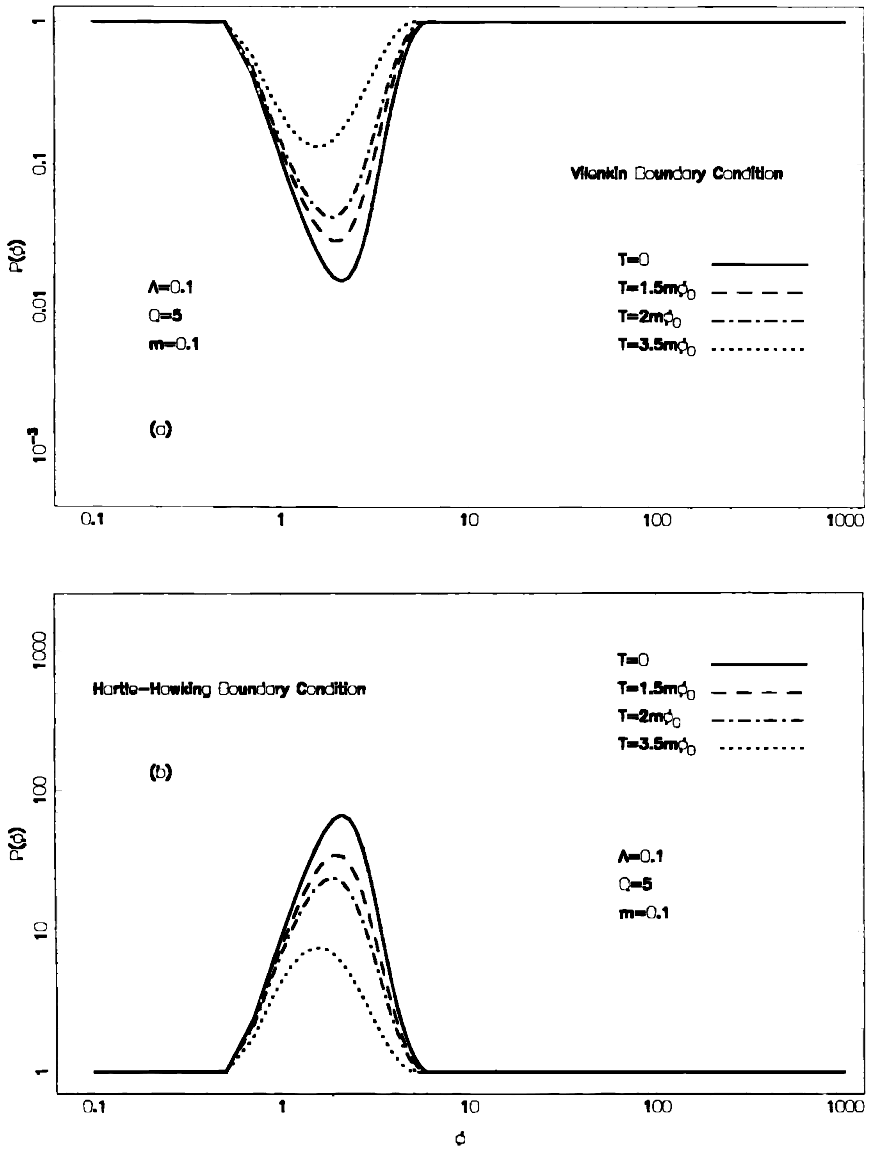 1
0.1
0.01
10⁻³
P(ϕ)
Vilenkin Boundary Condition
T=0
T=1.5mϕ₀
T=2mϕ₀
T=3.5mϕ₀
Λ=0.1
Q=5
m=0.1
(a)
0.1 1 10 100 1000
1000
100
10
1
P(ϕ)
Hartle-Hawking Boundary Condition
(b)
T=0
T=1.5mϕ₀
T=2mϕ₀
T=3.5mϕ₀
Λ=0.1
Q=5
m=0.1
0.1 1 10 100 1000
ϕ